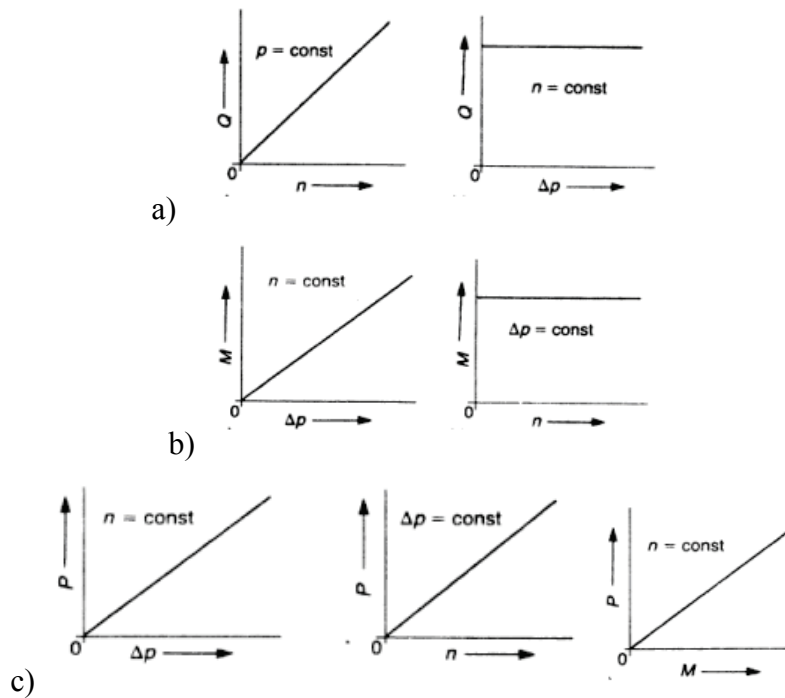 p = const
Q
0
n
n = const
Q
0
Δp
a)
n = const
M
0
Δp
Δp = const
M
0
n
b)
n = const
P
0
Δp
Δp = const
P
0
n
n = const
P
0
M
c)